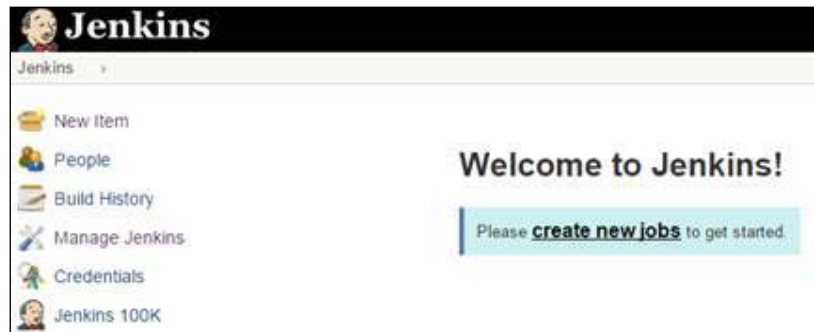 Jenkins
Jenkins ›
New Item
People
Build History
Manage Jenkins
Credentials
Jenkins 100K
Welcome to Jenkins!
Please create new jobs to get started.